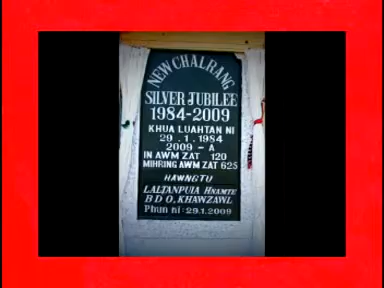 NEW CHALRANG
SILVER JUBILEE
1984-2009
KHUA LUAHTAN NI
29.1.1984
2009 - A
IN AWM ZAT 120
MIHRING AWM ZAT 625
HAWNGTU
LALTANPUIA HNAMTE
B D O, KHAWZAWL
Phun ni: 29.1.2009